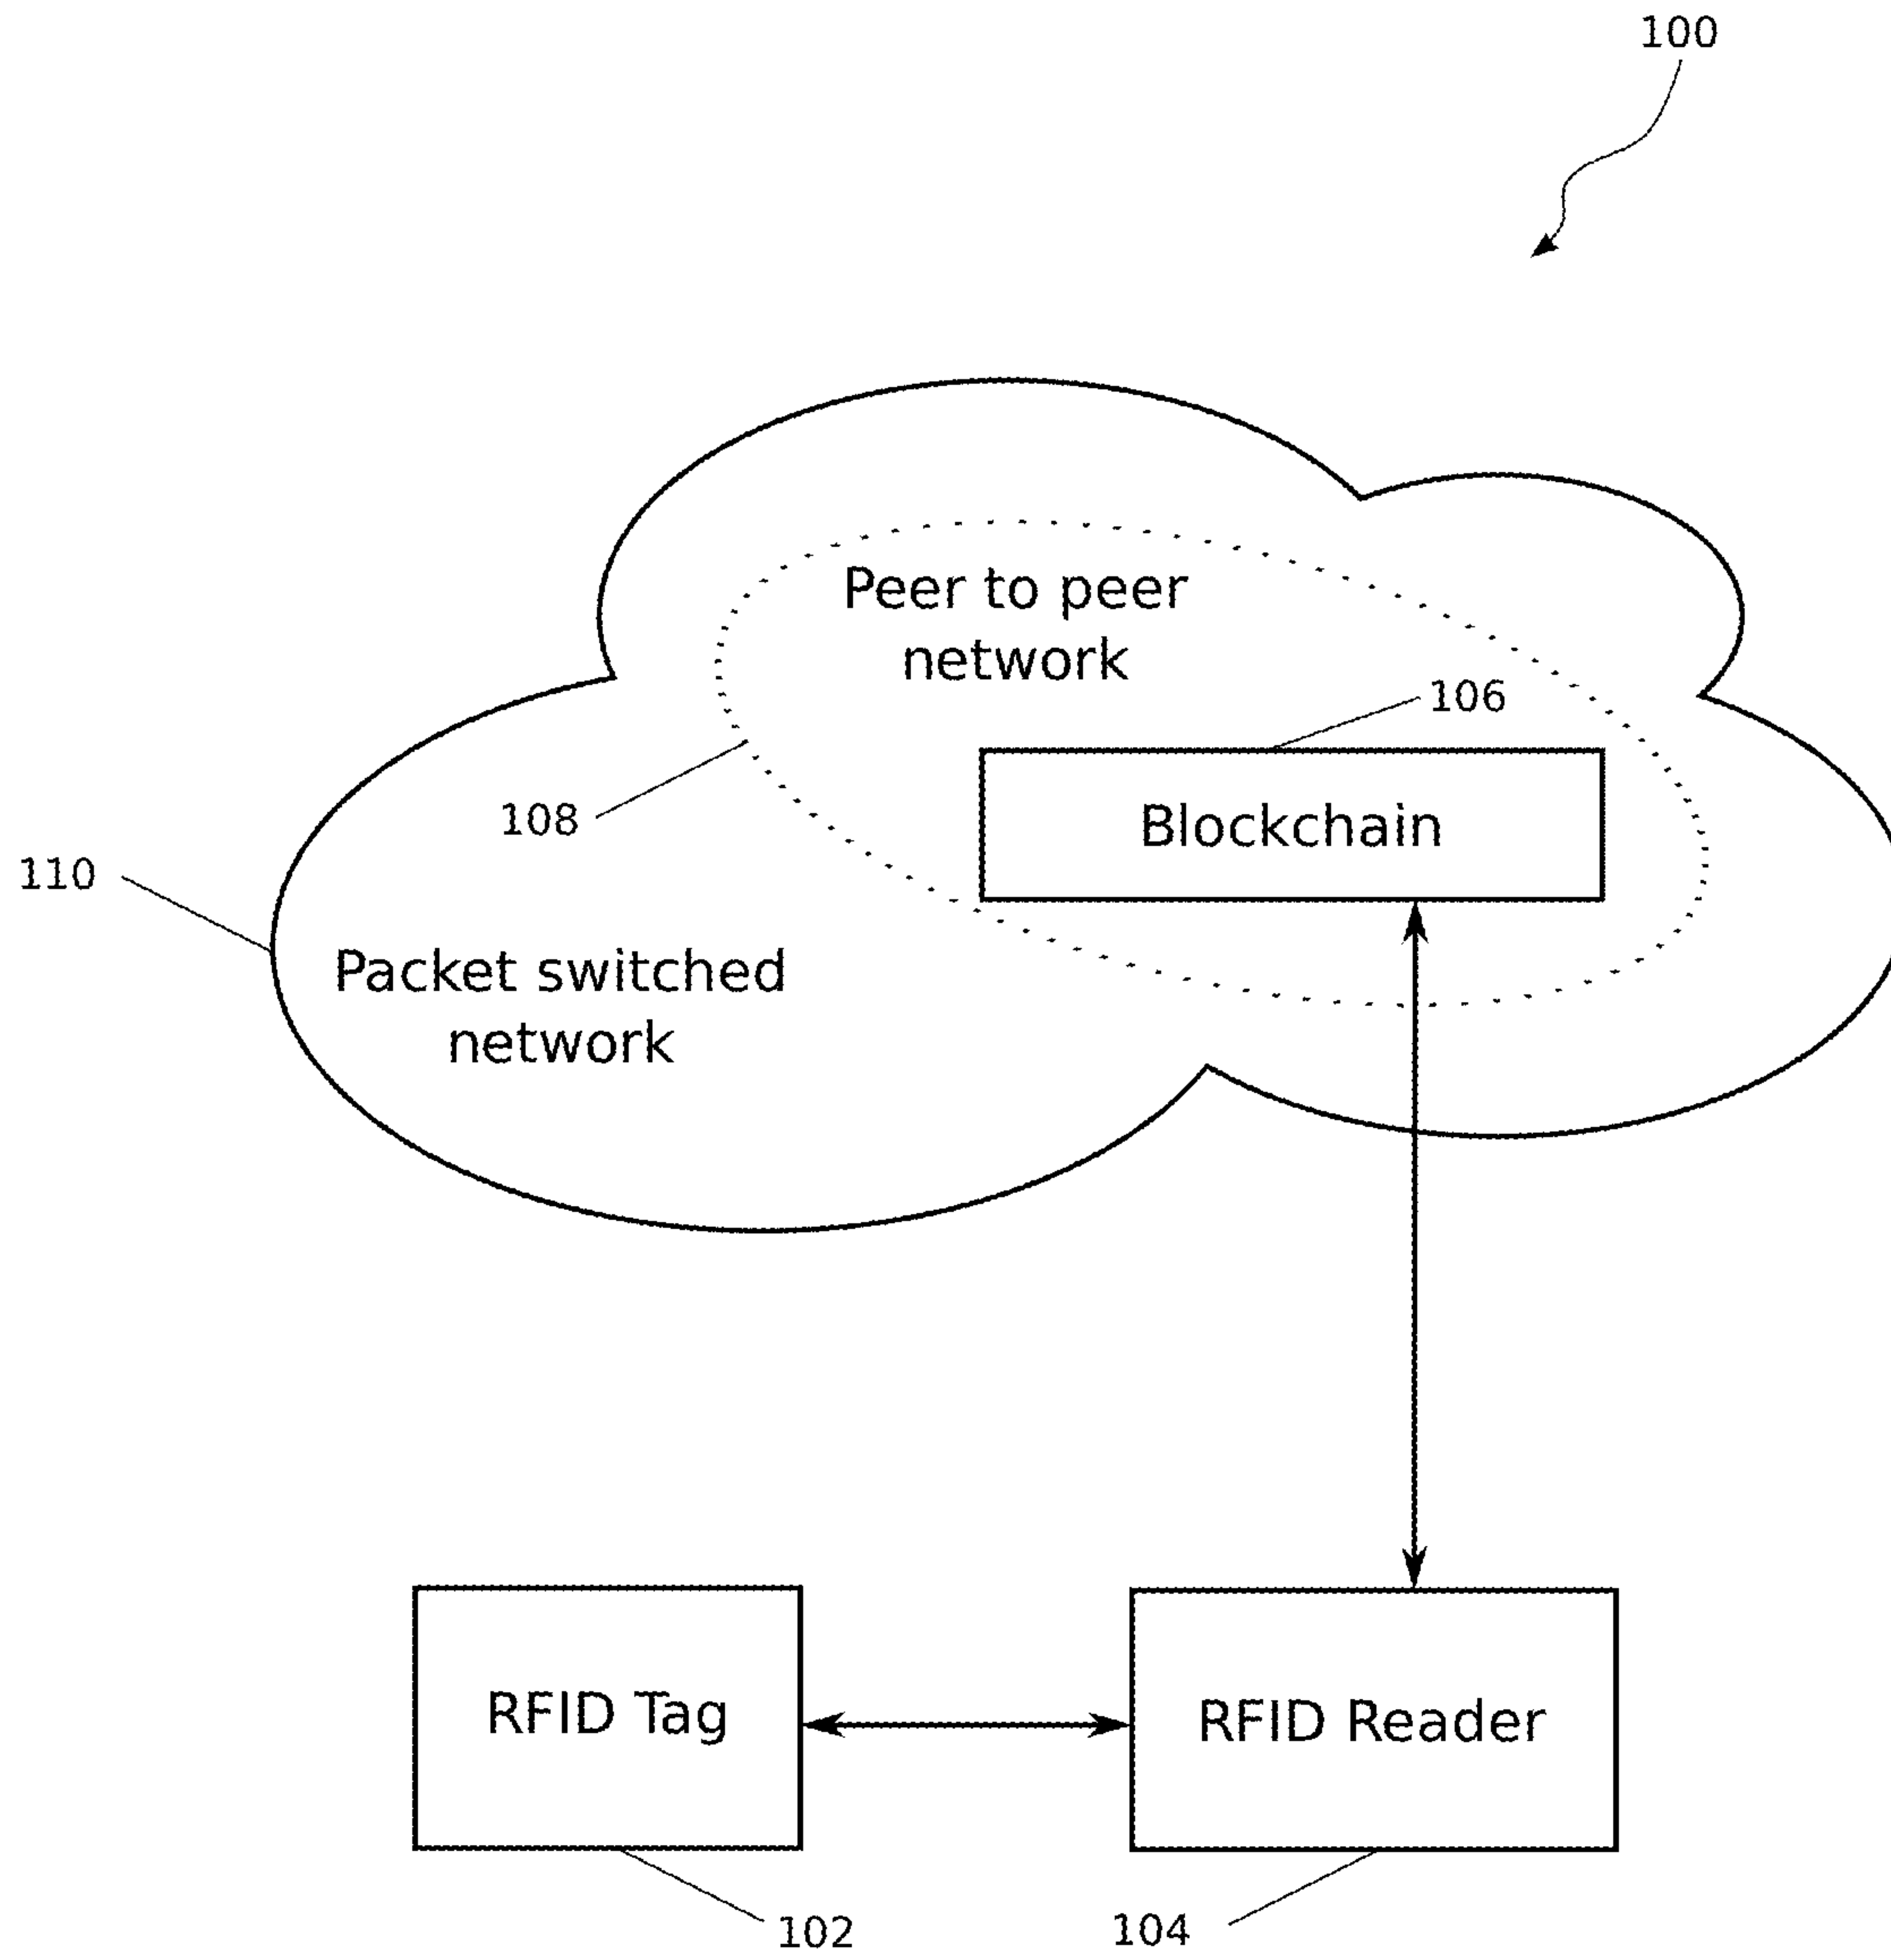 100
Peer to peer
network
106
Blockchain
108
110
Packet switched
network
RFID Tag
RFID Reader
102
104